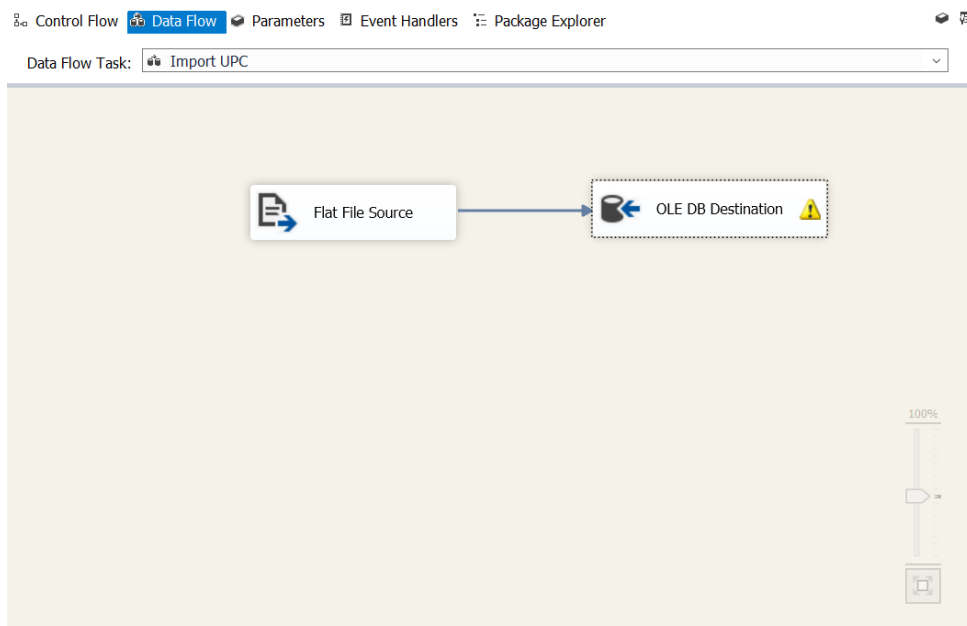 Control Flow Data Flow Parameters Event Handlers Package Explorer
Data Flow Task: Import UPC
Flat File Source OLE DB Destination
100%